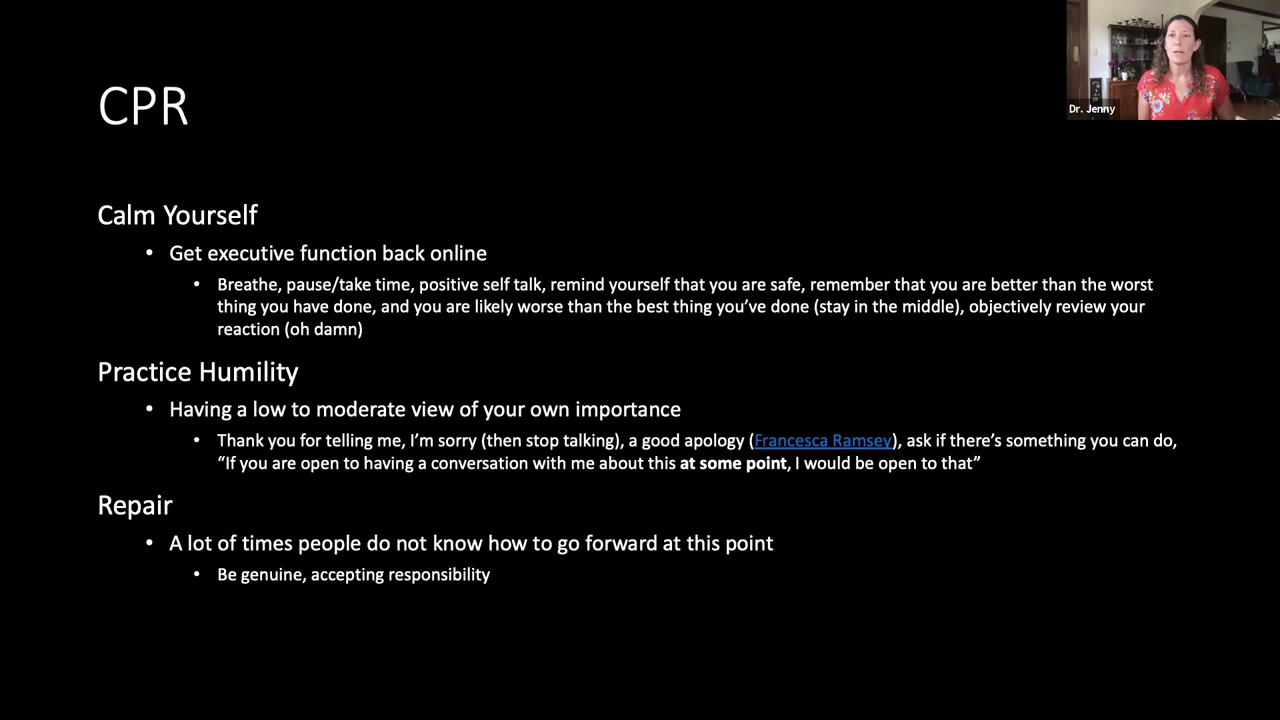 CPR
Dr. Jenny
Calm Yourself
• Get executive function back online
• Breathe, pause/take time, positive self talk, remind yourself that you are safe, remember that you are better than the worst
thing you have done, and you are likely worse than the best thing you’ve done (stay in the middle), objectively review your
reaction (oh damn)
Practice Humility
• Having a low to moderate view of your own importance
• Thank you for telling me, I’m sorry (then stop talking), a good apology (Francesca Ramsey), ask if there’s something you can do,
“If you are open to having a conversation with me about this at some point, I would be open to that”
Repair
• A lot of times people do not know how to go forward at this point
• Be genuine, accepting responsibility